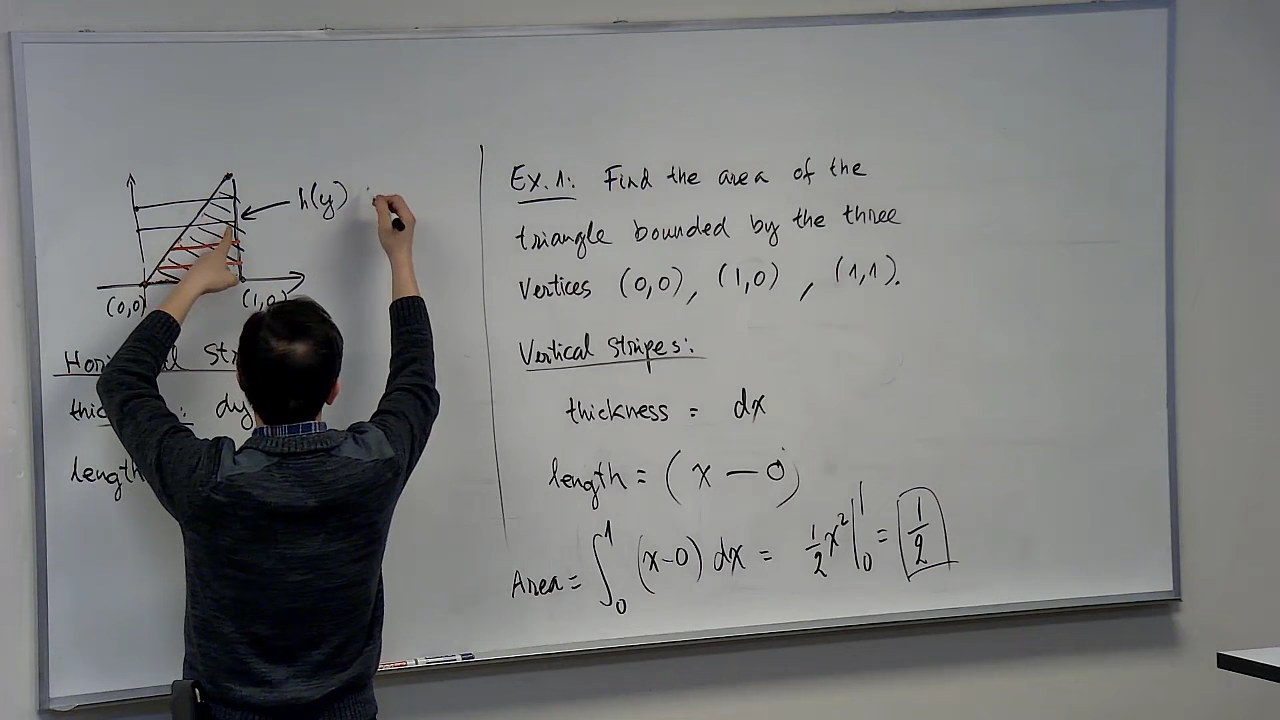 h(y)
(0,0)
(1,0)
thickness: dy
length
Ex. 1: Find the area of the
triangle bounded by the three
vertices (0,0), (1,0), (1,1).
Vertical Stripes:
thickness = dx
length = (x - 0)
Area = ∫₀¹ (x-0) dx = ½x²|₀¹ = ½